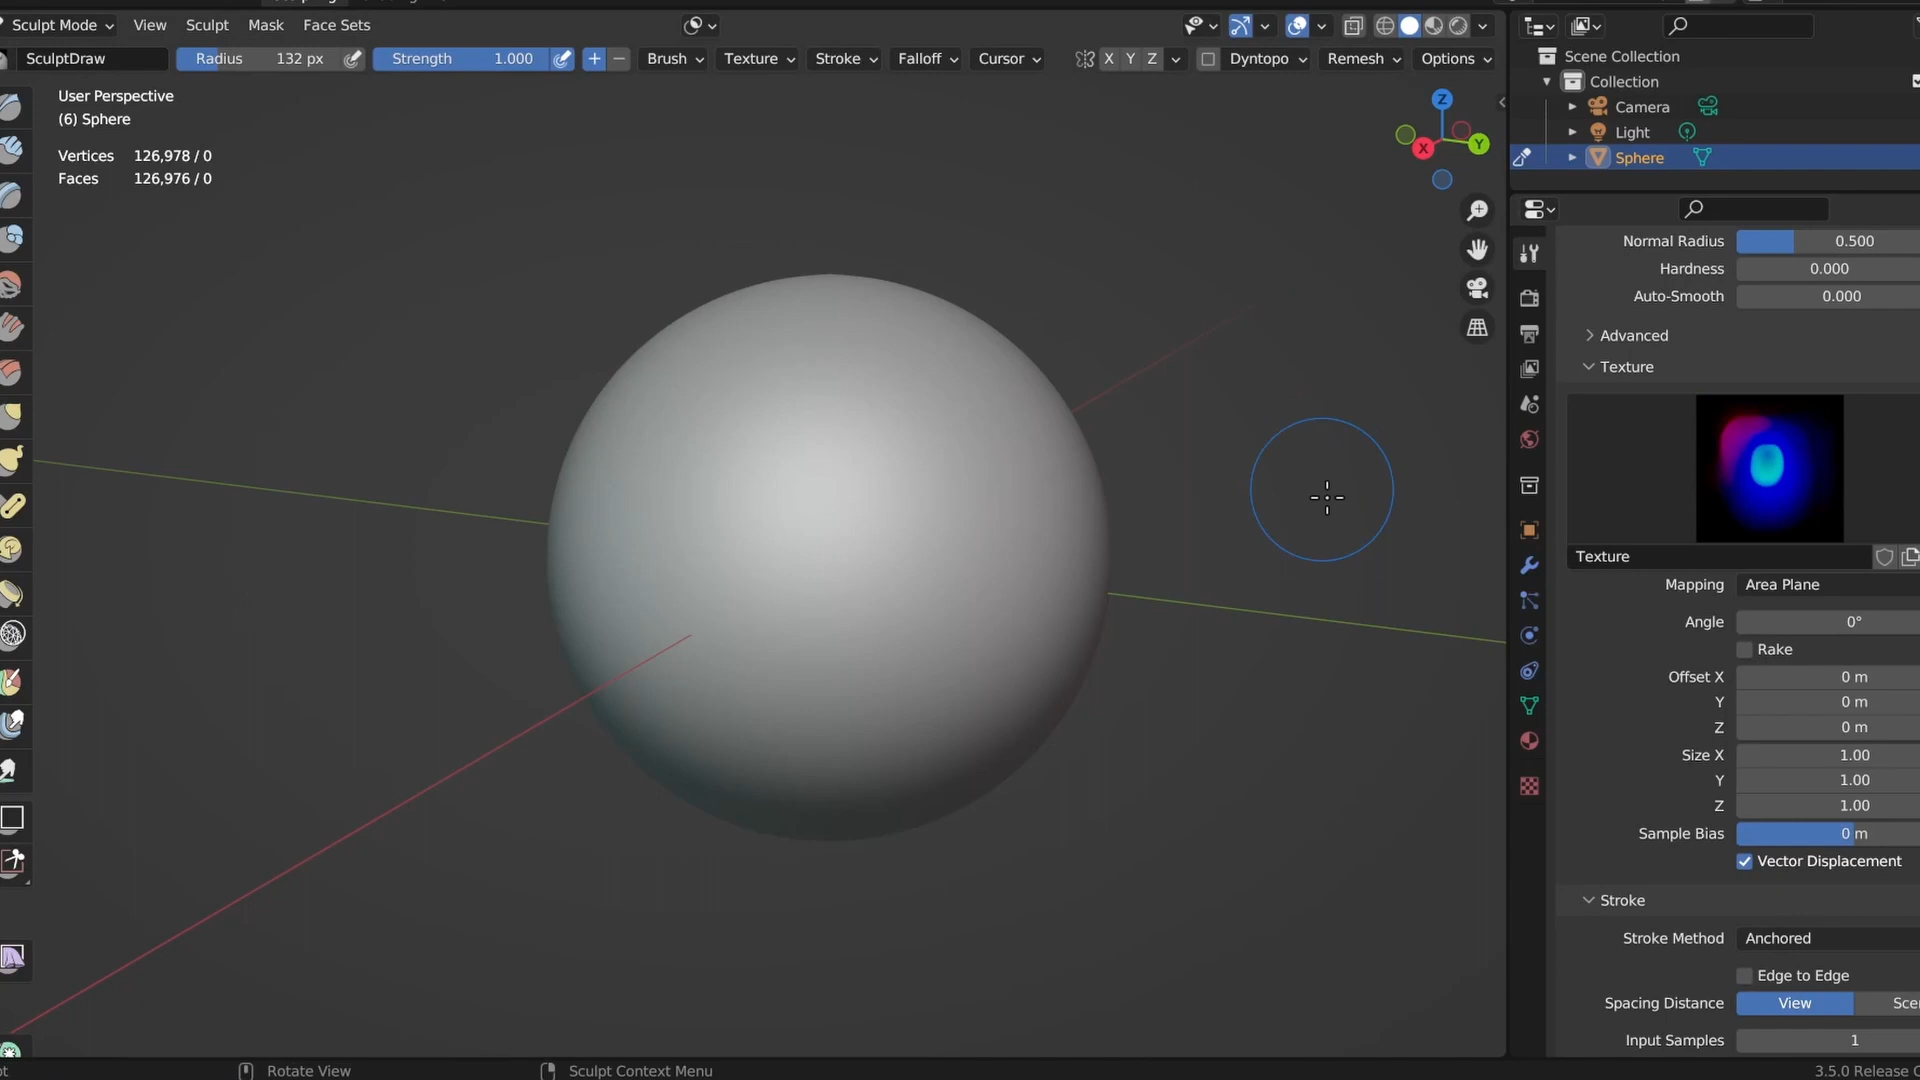 Sculpt Mode View Sculpt Mask Face Sets
SculptDraw Radius 132 px Strength 1.000 Brush Texture Stroke Falloff Cursor X Y Z Dyntopo Remesh Options
User Perspective
(6) Sphere
Vertices 126,978 / 0
Faces 126,976 / 0
Z
X
Y
Scene Collection
Collection
Camera
Light
Sphere
Normal Radius 0.500
Hardness 0.000
Auto-Smooth 0.000
Advanced
Texture
Texture
Mapping Area Plane
Angle 0°
Rake
Offset X 0 m
Y 0 m
Z 0 m
Size X 1.00
Y 1.00
Z 1.00
Sample Bias 0 m
Vector Displacement
Stroke
Stroke Method Anchored
Edge to Edge
Spacing Distance View Scen
Input Samples 1
Rotate View Sculpt Context Menu 3.5.0 Release C